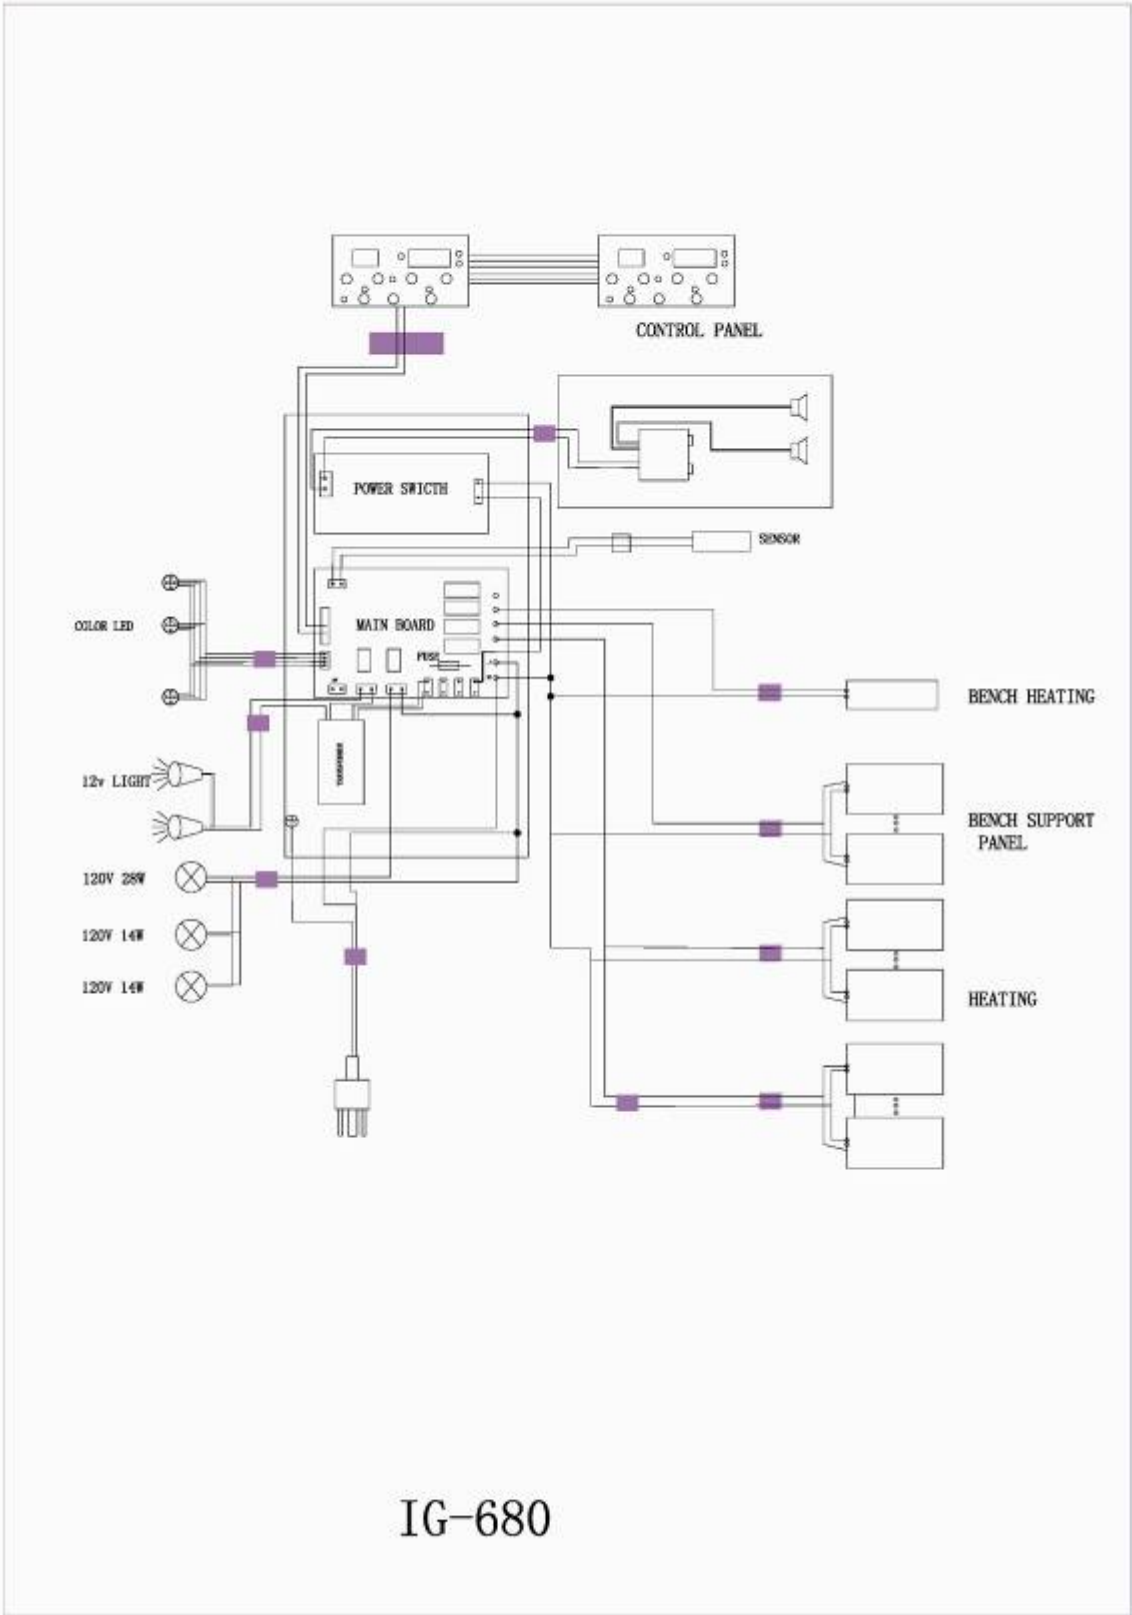 CONTROL PANEL
POWER SWICTH
SENSOR
COLOR LED
MAIN BOARD
FUSE
BENCH HEATING
12v LIGHT
BENCH SUPPORT
PANEL
120V 28W
120V 14W
120V 14W
HEATING
IG-680